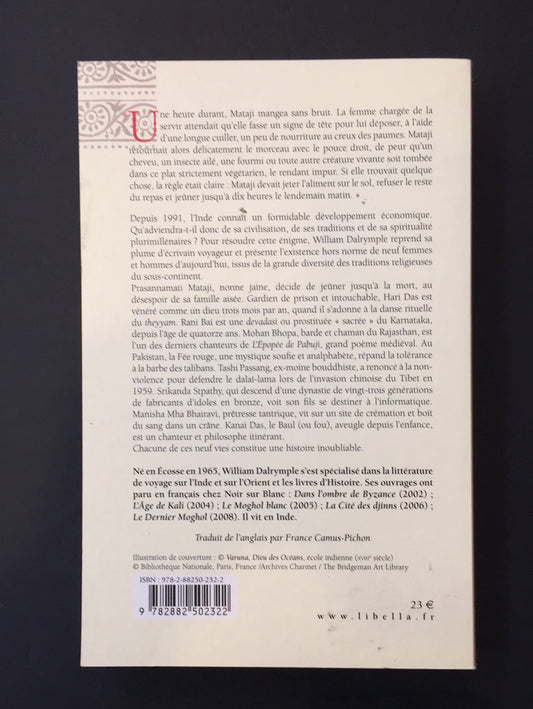 Une heure durant, Mataji mangea sans bruit. La femme chargée de la
servir attendait qu'elle fasse un signe de tête pour lui déposer, à l'aide
d'une longue cuiller, un peu de nourriture au creux des paumes. Mataji
retournait alors délicatement le morceau avec le pouce droit, de peur qu'un
cheveu, un insecte ailé, une fourmi ou toute autre créature vivante soit tombée
dans ce plat strictement végétarien, le rendant impur. Si elle trouvait quelque
chose, la règle était claire : Mataji devait jeter l'aliment sur le sol, refuser le reste
du repas et jeûner jusqu'à dix heures le lendemain matin. »
Depuis 1991, l'Inde connaît un formidable développement économique.
Qu'adviendra-t-il donc de sa civilisation, de ses traditions et de sa spiritualité
plurimillénaires ? Pour résoudre cette énigme, William Dalrymple reprend sa
plume d'écrivain voyageur et présente l'existence hors norme de neuf femmes
et hommes d'aujourd'hui, issus de la grande diversité des traditions religieuses
du sous-continent.
Prasannamati Mataji, nonne jaïne, décide de jeûner jusqu'à la mort, au
désespoir de sa famille aisée. Gardien de prison et intouchable, Hari Das est
vénéré comme un dieu trois mois par an, quand il s'adonne à la danse rituelle
du theyyam. Rani Bai est une devadasi ou prostituée « sacrée » du Karnataka,
depuis l'âge de quatorze ans. Mohan Bhopa, barde et chaman du Rajasthan, est
l'un des derniers chanteurs de L'Épopée de Pabuji, grand poème médiéval. Au
Pakistan, la Fée rouge, une mystique soufie et analphabète, répand la tolérance
à la barbe des talibans. Tashi Passang, ex-moine bouddhiste, a renoncé à la non-
violence pour défendre le dalai-lama lors de l'invasion chinoise du Tibet en
1959. Srikanda Stpathy, qui descend d'une dynastie de vingt-trois générations
de fabricants d'idoles en bronze, voit son fils se destiner à l'informatique.
Manisha Mha Bhairavi, prêtresse tantrique, vit sur un site de crémation et boit
du sang dans un crâne. Kanai Das, le Baul (ou fou), aveugle depuis l'enfance,
est un chanteur et philosophe itinérant.
Chacune de ces neuf vies constitue une histoire inoubliable.
Né en Écosse en 1965, William Dalrymple s'est spécialisé dans la littérature
de voyage sur l'Inde et sur l'Orient et les livres d'Histoire. Ses ouvrages ont
paru en français chez Noir sur Blanc : Dans l'ombre de Byzance (2002) ;
L'Âge de Kali (2004) ; Le Moghol blanc (2005) ; La Cité des djinns (2006) ;
Le Dernier Moghol (2008). Il vit en Inde.
Traduit de l'anglais par France Camus-Pichon
Illustration de couverture : © Varuna, Dieu des Oceans, école indienne (XVIIIe siècle)
© Bibliothèque Nationale, Paris, France /Archives Charmet / The Bridgeman Art Library
ISBN : 978-2-88250-232-2
9 782882 502322
23 €
www.libella.fr